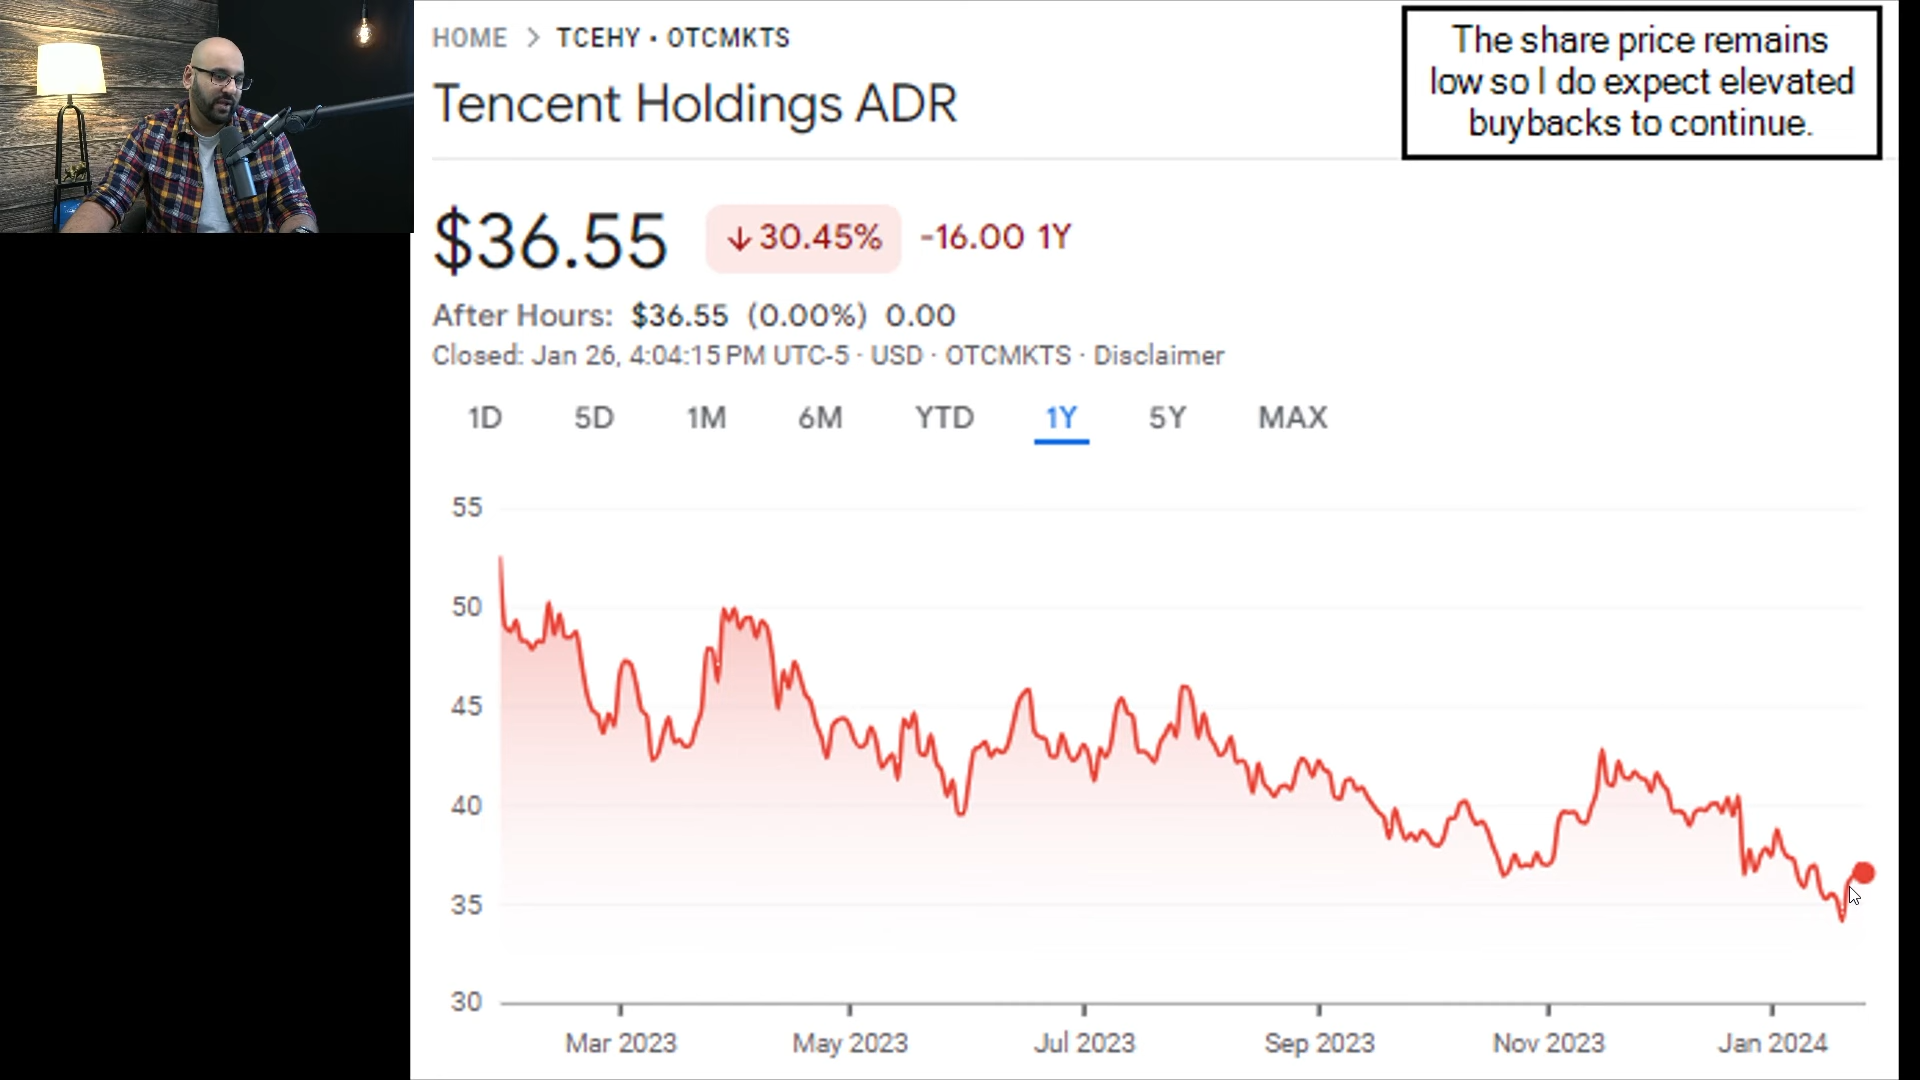 HOME > TCEHY • OTCMKTS
Tencent Holdings ADR
The share price remains
low so I do expect elevated
buybacks to continue.
$36.55 ↓ 30.45% -16.00 1Y
After Hours: $36.55 (0.00%) 0.00
Closed: Jan 26, 4:04:15 PM UTC-5 · USD · OTCMKTS · Disclaimer
1D 5D 1M 6M YTD 1Y 5Y MAX
55
50
45
40
35
30
Mar 2023 May 2023 Jul 2023 Sep 2023 Nov 2023 Jan 2024